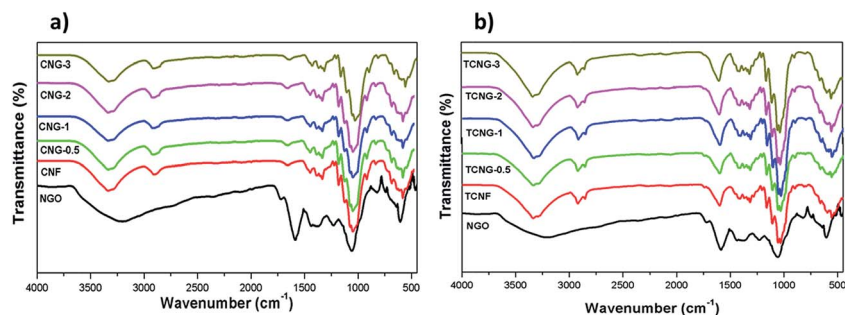 a)
CNG-3
CNG-2
CNG-1
CNG-0.5
CNF
NGO
Transmittance (%)
4000 3500 3000 2500 2000 1500 1000 500
Wavenumber (cm-1)
b)
TCNG-3
TCNG-2
TCNG-1
TCNG-0.5
TCNF
NGO
Transmittance (%)
4000 3500 3000 2500 2000 1500 1000 500
Wavenumber (cm-1)